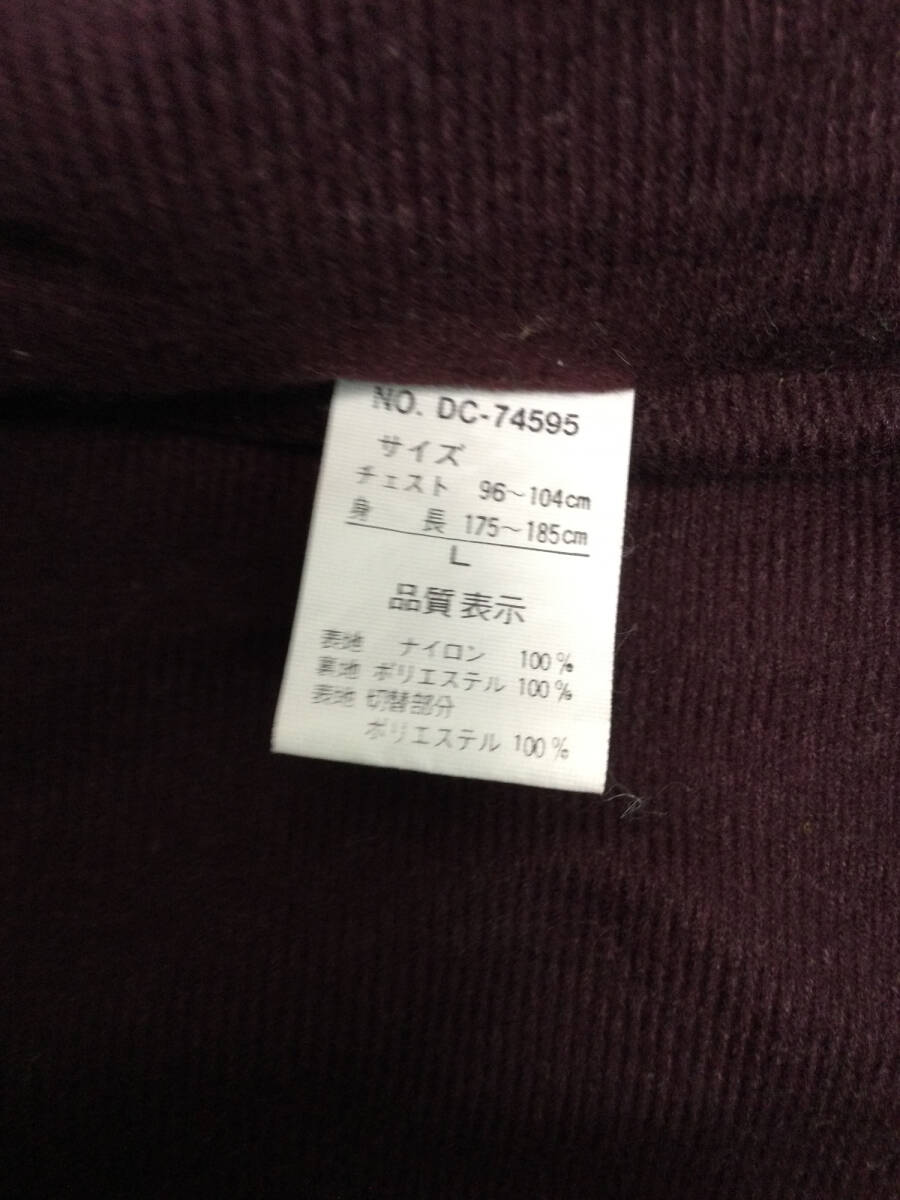 NO. DC-74595
サイズ
チェスト 96〜104cm
身 長 175〜185cm
L
品質表示
表地 ナイロン 100%
裏地 ポリエステル 100%
表地 切替部分
ポリエステル 100%